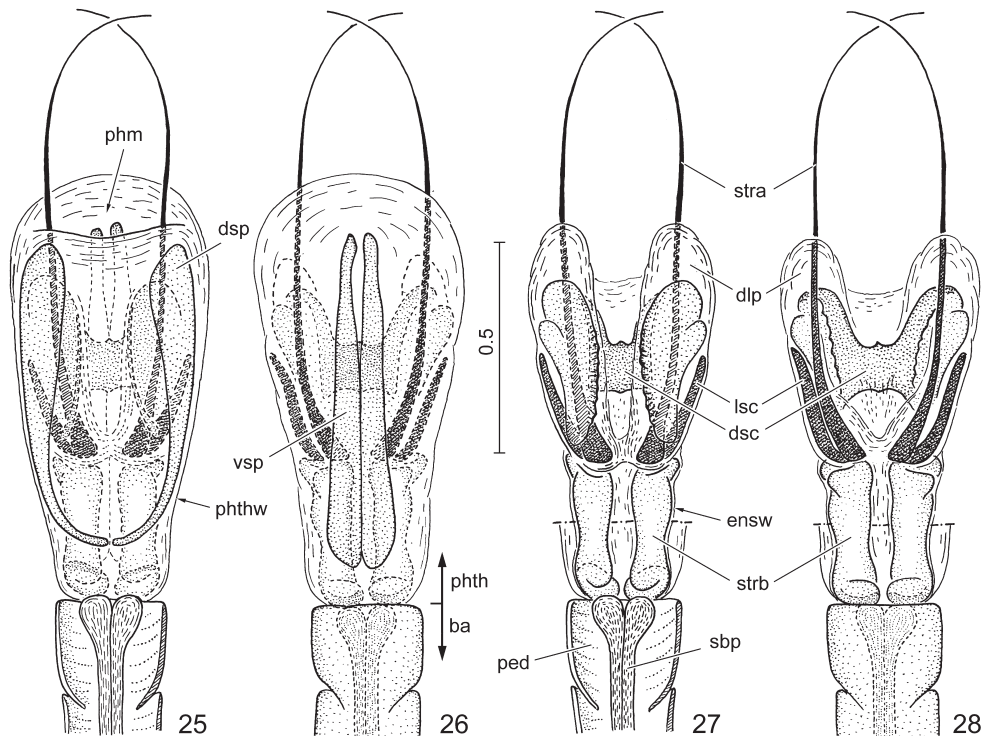 phm
dsp
stra
dlp
0.5
lsc
dsc
vsp
phthw
ensw
phth
strb
ba
sbp
ped
25
26
27
28